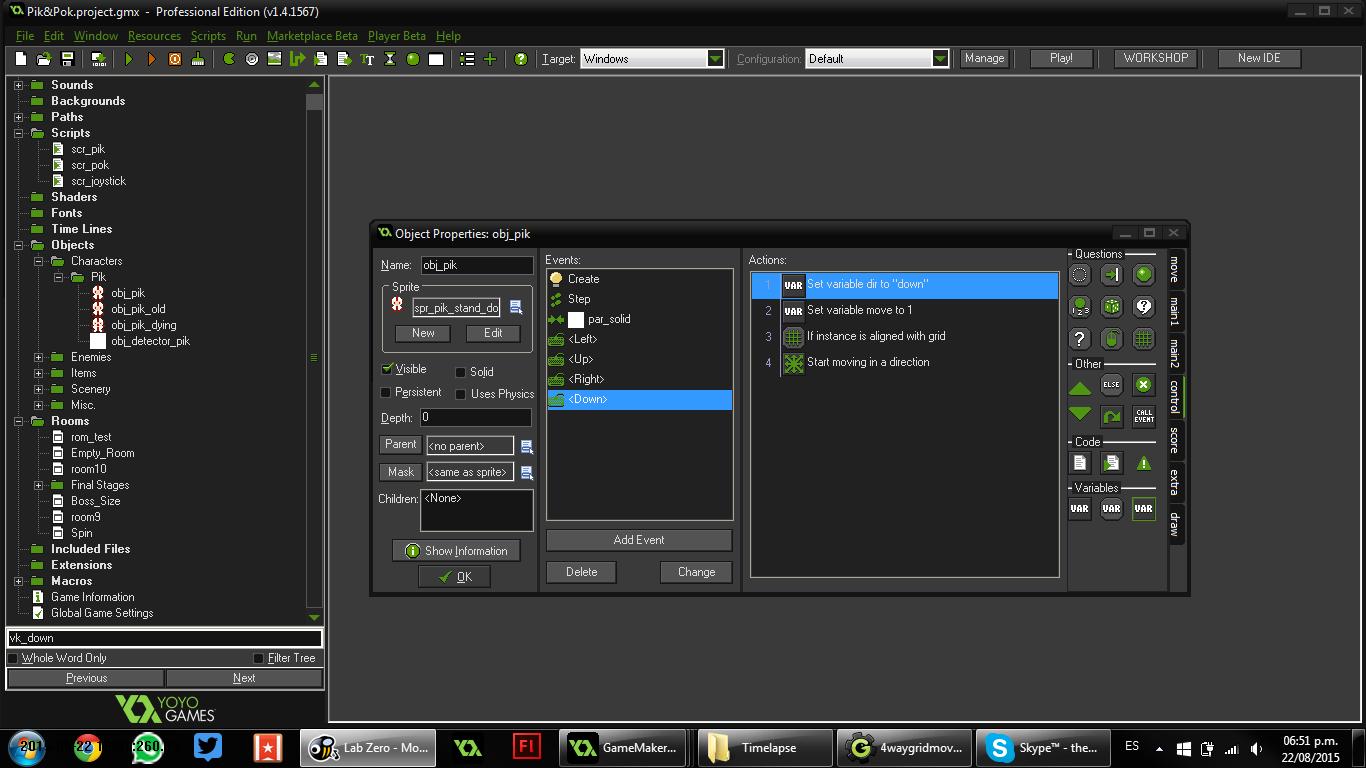 Pik&Pok.project.gmx - Professional Edition (v1.4.1567)
File Edit Window Resources Scripts Run Marketplace Beta Player Beta Help
Target: Windows Configuration: Default Manage Play! WORKSHOP New IDE
Sounds
Backgrounds
Paths
Scripts
scr_pik
scr_pok
scr_joystick
Shaders
Fonts
Time Lines
Objects
Characters
Pik
obj_pik
obj_pik_old
obj_pik_dying
obj_detector_pik
Enemies
Items
Scenery
Misc.
Rooms
rom_test
Empty_Room
room10
Final Stages
Boss_Size
room9
Spin
Included Files
Extensions
Macros
Game Information
Global Game Settings
vk_down
Whole Word Only Filter Tree
Previous Next
YOYO
GAMES
Object Properties: obj_pik
Name: obj_pik
Sprite
spr_pik_stand_do
New Edit
Visible Solid
Persistent Uses Physics
Depth: 0
Parent <no parent>
Mask <same as sprite>
Children: <None>
Show Information
OK
Events:
Create
Step
par_solid
<Left>
<Up>
<Right>
<Down>
Add Event
Delete Change
Actions:
1 VAR Set variable dir to "down"
2 VAR Set variable move to 1
3 If instance is aligned with grid
4 Start moving in a direction
Questions
Other
ELSE
CALL EVENT
Code
Variables
VAR VAR VAR
move
main1
main2
control
score
extra
draw
Lab Zero - Mo...
Fl
GameMaker...
Timelapse
4waygridmov...
Skype™ - the...
ES
06:51 p.m.
22/08/2015